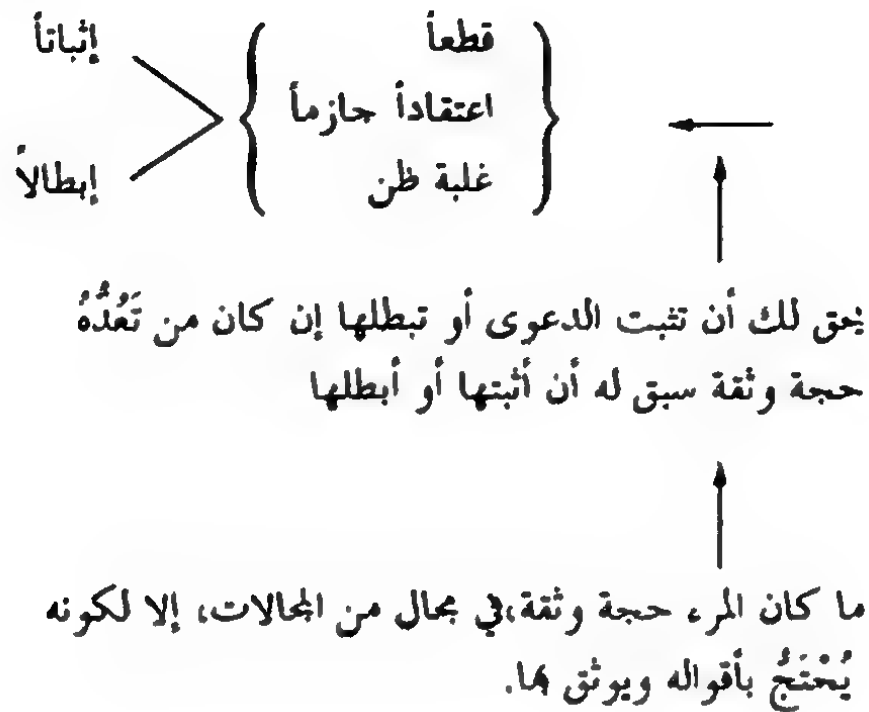 قطعاً
إثباتاً
اعتقاداً جازماً
غلبة ظن
إبطالاً
يحق لك أن تثبت الدعوى أو تبطلها إن كان من تَعُدُّهُ
حجة وثقة سبق له أن أثبتها أو أبطلها
ما كان المرء حجة وثقة،في مجال من المجالات، إلا لكونه
يُحْتَجُّ بأقواله ويوثق بها.